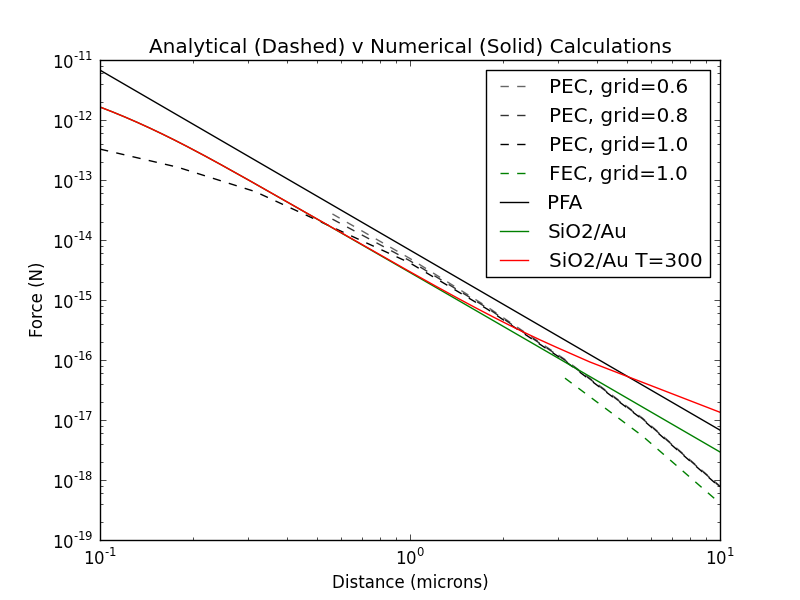 Analytical (Dashed) v Numerical (Solid) Calculations
10^-11
10^-12
10^-13
10^-14
10^-15
10^-16
10^-17
10^-18
10^-19
Force (N)
PEC, grid=0.6
PEC, grid=0.8
PEC, grid=1.0
FEC, grid=1.0
PFA
SiO2/Au
SiO2/Au T=300
10^-1
10^0
10^1
Distance (microns)